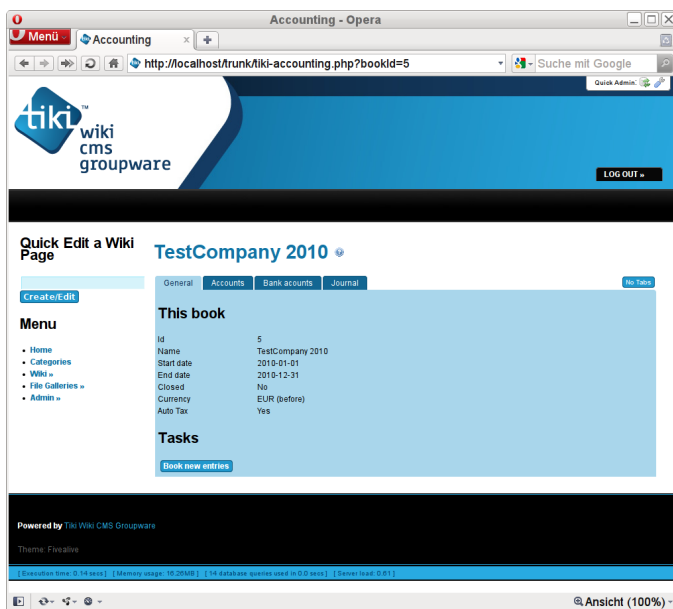 Accounting - Opera
Menü
Accounting
http://localhost/trunk/tiki-accounting.php?bookId=5
Suche mit Google
Quick Admin:
tiki™
wiki
cms
groupware
LOG OUT »
Quick Edit a Wiki
Page
Create/Edit
Menu
Home
Categories
Wiki »
File Galleries »
Admin »
TestCompany 2010
General Accounts Bank acounts Journal
No Tabs
This book
Id 5
Name TestCompany 2010
Start date 2010-01-01
End date 2010-12-31
Closed No
Currency EUR (before)
Auto Tax Yes
Tasks
Book new entries
Powered by Tiki Wiki CMS Groupware
Theme: Fivealive
[ Execution time: 0.14 secs ] [ Memory usage: 16.26MB ] [ 14 database queries used in 0.0 secs ] [ Server load: 0.61 ]
Ansicht (100%)